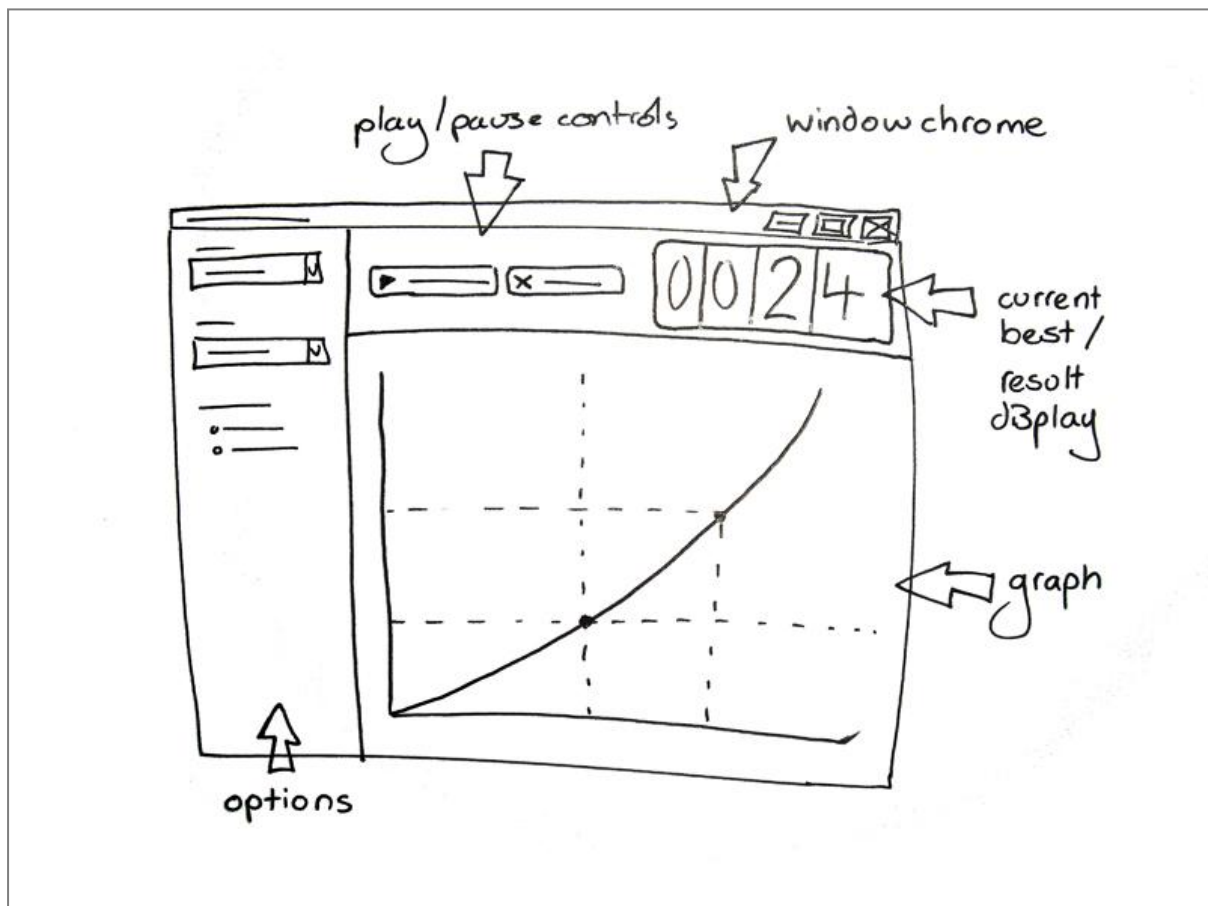 play/pause controls
window chrome
0024
current
best /
result
display
graph
options